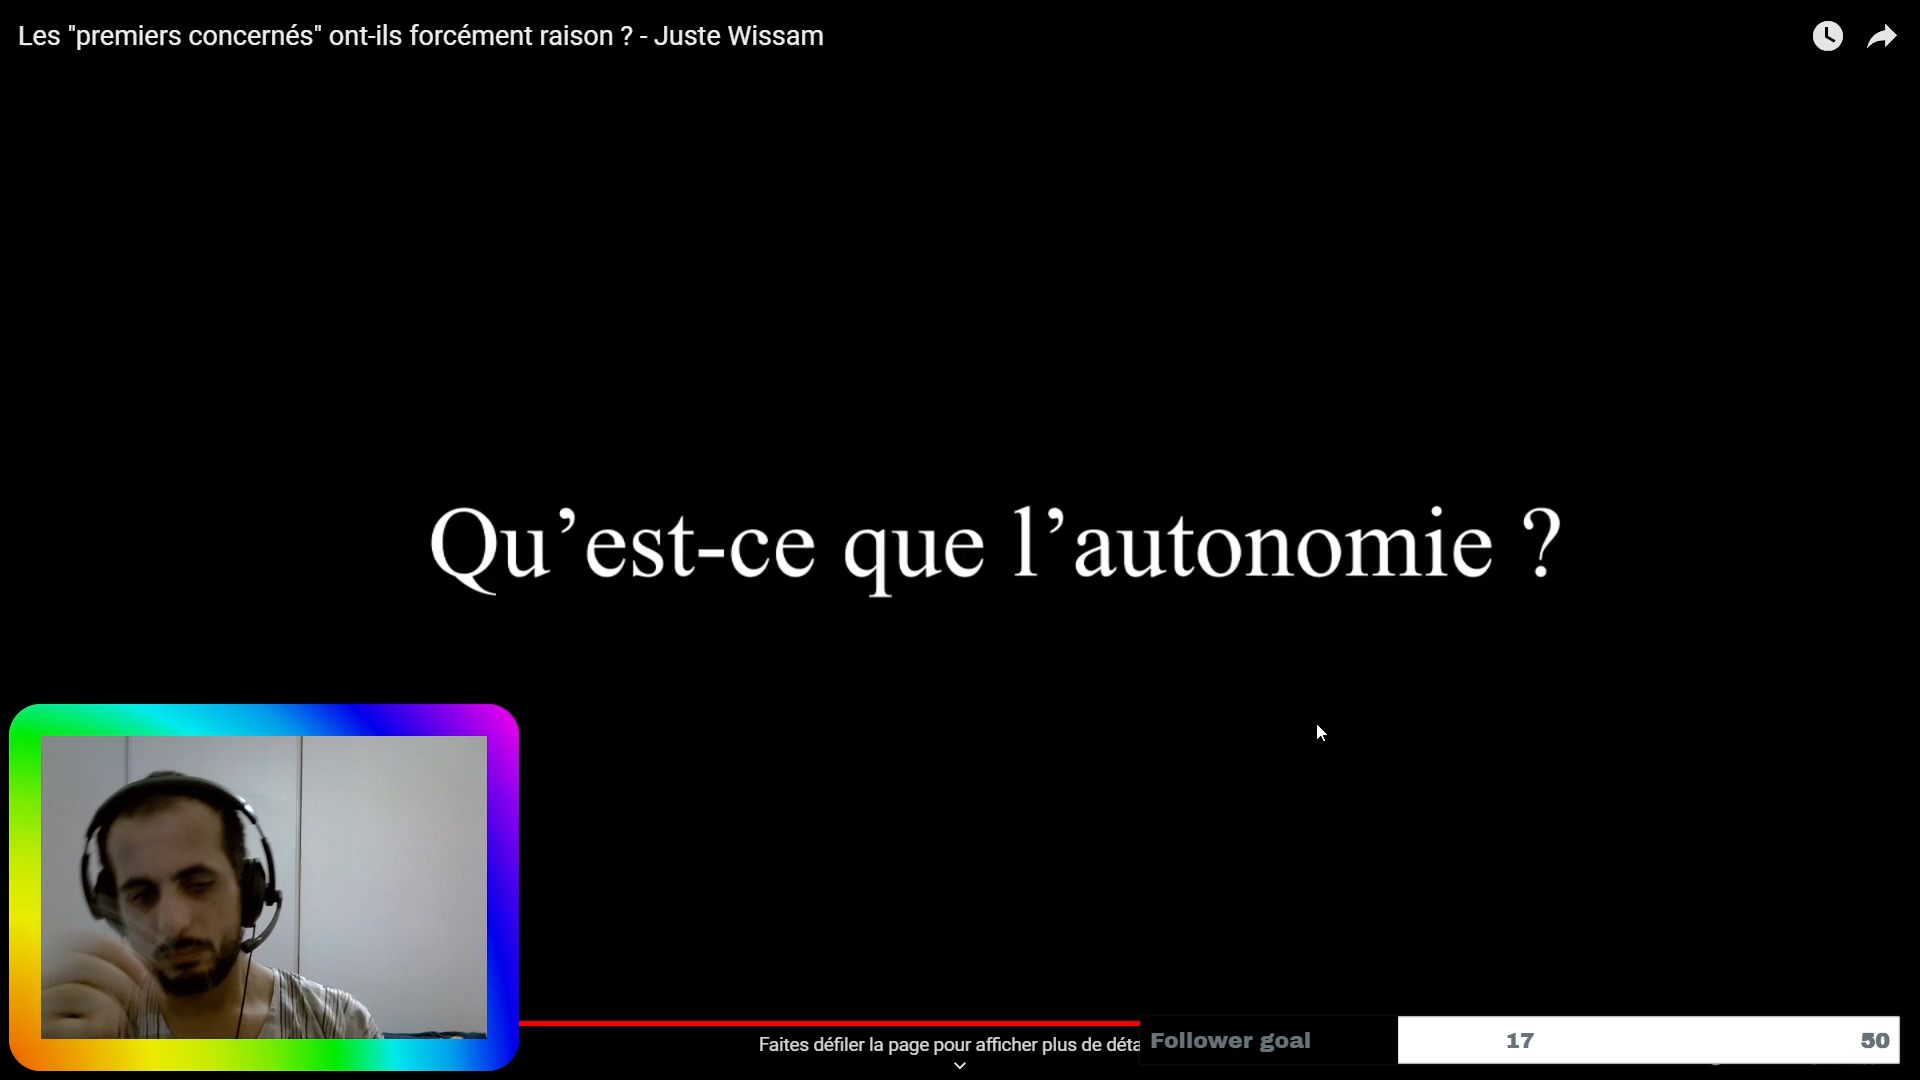 Les "premiers concernés" ont-ils forcément raison ? - Juste Wissam
Qu’est-ce que l’autonomie ?
Faites défiler la page pour afficher plus de déta
Follower goal 17 50